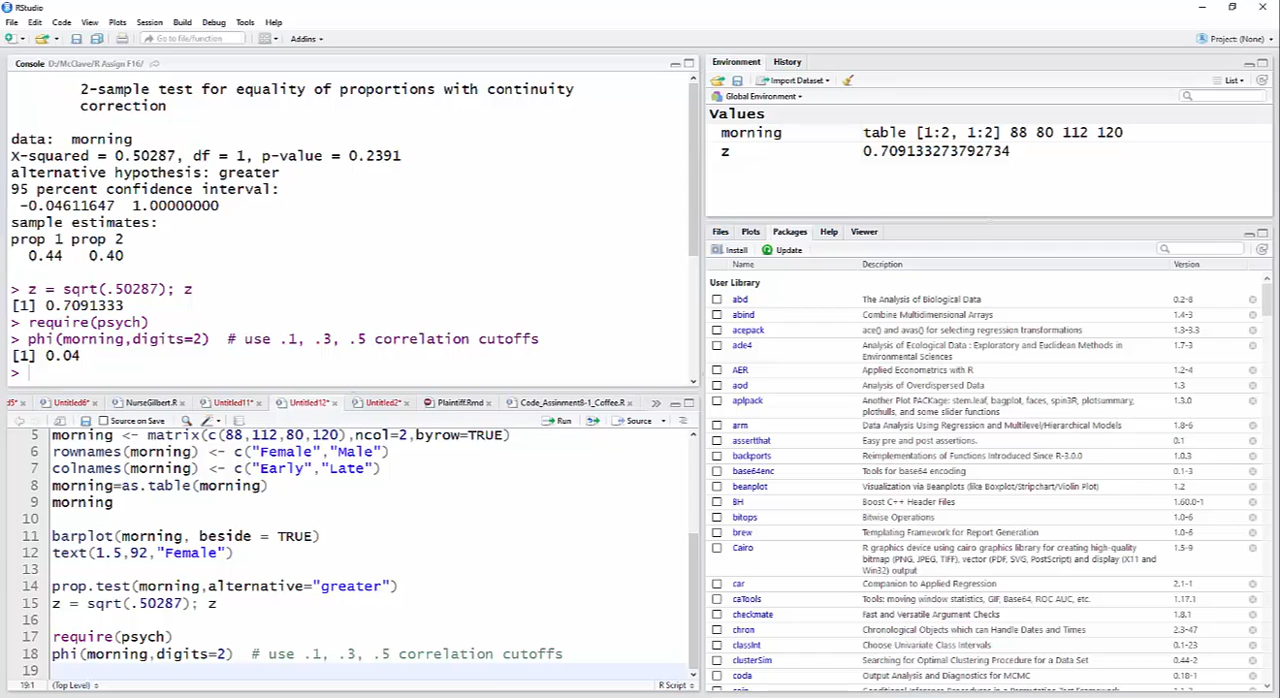 RStudio
File Edit Code View Plots Session Build Debug Tools Help
Go to file/function Addins Project: (None)
Console D:/McClave/R Assign F16/
2-sample test for equality of proportions with continuity
correction
data: morning
X-squared = 0.50287, df = 1, p-value = 0.2391
alternative hypothesis: greater
95 percent confidence interval:
-0.04611647 1.00000000
sample estimates:
prop 1 prop 2
0.44 0.40
> z = sqrt(.50287); z
[1] 0.7091333
> require(psych)
> phi(morning,digits=2) # use .1, .3, .5 correlation cutoffs
[1] 0.04
>
Untitled6* NurseGilbert.R Untitled11* Untitled12* Untitled2* Plaintiff.Rmd Code_Assinment8-1_Coffee.R
Source on Save Run Source
5 morning <- matrix(c(88,112,80,120),ncol=2,byrow=TRUE)
6 rownames(morning) <- c("Female","Male")
7 colnames(morning) <- c("Early","Late")
8 morning=as.table(morning)
9 morning
10
11 barplot(morning, beside = TRUE)
12 text(1.5,92,"Female")
13
14 prop.test(morning,alternative="greater")
15 z = sqrt(.50287); z
16
17 require(psych)
18 phi(morning,digits=2) # use .1, .3, .5 correlation cutoffs
19
19:1 (Top Level) R Script
Environment History
Import Dataset List
Global Environment
Values
morning table [1:2, 1:2] 88 80 112 120
z 0.709133273792734
Files Plots Packages Help Viewer
Install Update
Name Description Version
User Library
abd The Analysis of Biological Data 0.2-8
abind Combine Multidimensional Arrays 1.4-3
acepack ace() and avas() for selecting regression transformations 1.3-3.3
ade4 Analysis of Ecological Data : Exploratory and Euclidean Methods in 1.7-3
Environmental Sciences
AER Applied Econometrics with R 1.2-4
aod Analysis of Overdispersed Data 1.3
aplpack Another Plot PACKage: stem.leaf, bagplot, faces, spin3R, plotsummary, 1.3.0
plothulls, and some slider functions
arm Data Analysis Using Regression and Multilevel/Hierarchical Models 1.8-6
assertthat Easy pre and post assertions. 0.1
backports Reimplementations of Functions Introduced Since R-3.0.0 1.0.3
base64enc Tools for base64 encoding 0.1-3
beanplot Visualization via Beanplots (like Boxplot/Stripchart/Violin Plot) 1.2
BH Boost C++ Header Files 1.60.0-1
bitops Bitwise Operations 1.0-6
brew Templating Framework for Report Generation 1.0-6
Cairo R graphics device using cairo graphics library for creating high-quality 1.5-9
bitmap (PNG, JPEG, TIFF), vector (PDF, SVG, PostScript) and display (X11 and
Win32) output
car Companion to Applied Regression 2.1-1
caTools Tools: moving window statistics, GIF, Base64, ROC AUC, etc. 1.17.1
checkmate Fast and Versatile Argument Checks 1.8.1
chron Chronological Objects which can Handle Dates and Times 2.3-47
classInt Choose Univariate Class Intervals 0.1-23
clusterSim Searching for Optimal Clustering Procedure for a Data Set 0.44-2
coda Output Analysis and Diagnostics for MCMC 0.18-1